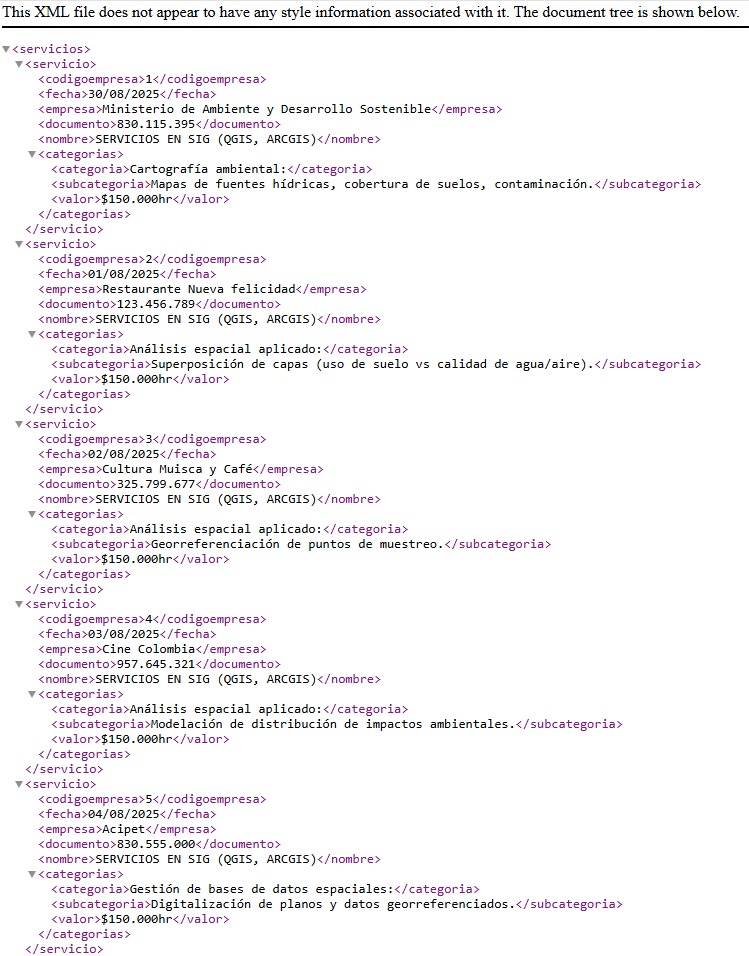 This XML file does not appear to have any style information associated with it. The document tree is shown below.
▼<servicios>
▼<servicio>
<codigoempresa>1</codigoempresa>
<fecha>30/08/2025</fecha>
<empresa>Ministerio de Ambiente y Desarrollo Sostenible</empresa>
<documento>830.115.395</documento>
<nombre>SERVICIOS EN SIG (QGIS, ARCGIS)</nombre>
▼<categorias>
<categoria>Cartografía ambiental:</categoria>
<subcategoria>Mapas de fuentes hídricas, cobertura de suelos, contaminación.</subcategoria>
<valor>$150.000hr</valor>
</categorias>
</servicio>
▼<servicio>
<codigoempresa>2</codigoempresa>
<fecha>01/08/2025</fecha>
<empresa>Restaurante Nueva felicidad</empresa>
<documento>123.456.789</documento>
<nombre>SERVICIOS EN SIG (QGIS, ARCGIS)</nombre>
▼<categorias>
<categoria>Análisis espacial aplicado:</categoria>
<subcategoria>Superposición de capas (uso de suelo vs calidad de agua/aire).</subcategoria>
<valor>$150.000hr</valor>
</categorias>
</servicio>
▼<servicio>
<codigoempresa>3</codigoempresa>
<fecha>02/08/2025</fecha>
<empresa>Cultura Muisca y Café</empresa>
<documento>325.799.677</documento>
<nombre>SERVICIOS EN SIG (QGIS, ARCGIS)</nombre>
▼<categorias>
<categoria>Análisis espacial aplicado:</categoria>
<subcategoria>Georreferenciación de puntos de muestreo.</subcategoria>
<valor>$150.000hr</valor>
</categorias>
</servicio>
▼<servicio>
<codigoempresa>4</codigoempresa>
<fecha>03/08/2025</fecha>
<empresa>Cine Colombia</empresa>
<documento>957.645.321</documento>
<nombre>SERVICIOS EN SIG (QGIS, ARCGIS)</nombre>
▼<categorias>
<categoria>Análisis espacial aplicado:</categoria>
<subcategoria>Modelación de distribución de impactos ambientales.</subcategoria>
<valor>$150.000hr</valor>
</categorias>
</servicio>
▼<servicio>
<codigoempresa>5</codigoempresa>
<fecha>04/08/2025</fecha>
<empresa>Acipet</empresa>
<documento>830.555.000</documento>
<nombre>SERVICIOS EN SIG (QGIS, ARCGIS)</nombre>
▼<categorias>
<categoria>Gestión de bases de datos espaciales:</categoria>
<subcategoria>Digitalización de planos y datos georreferenciados.</subcategoria>
<valor>$150.000hr</valor>
</categorias>
</servicio>